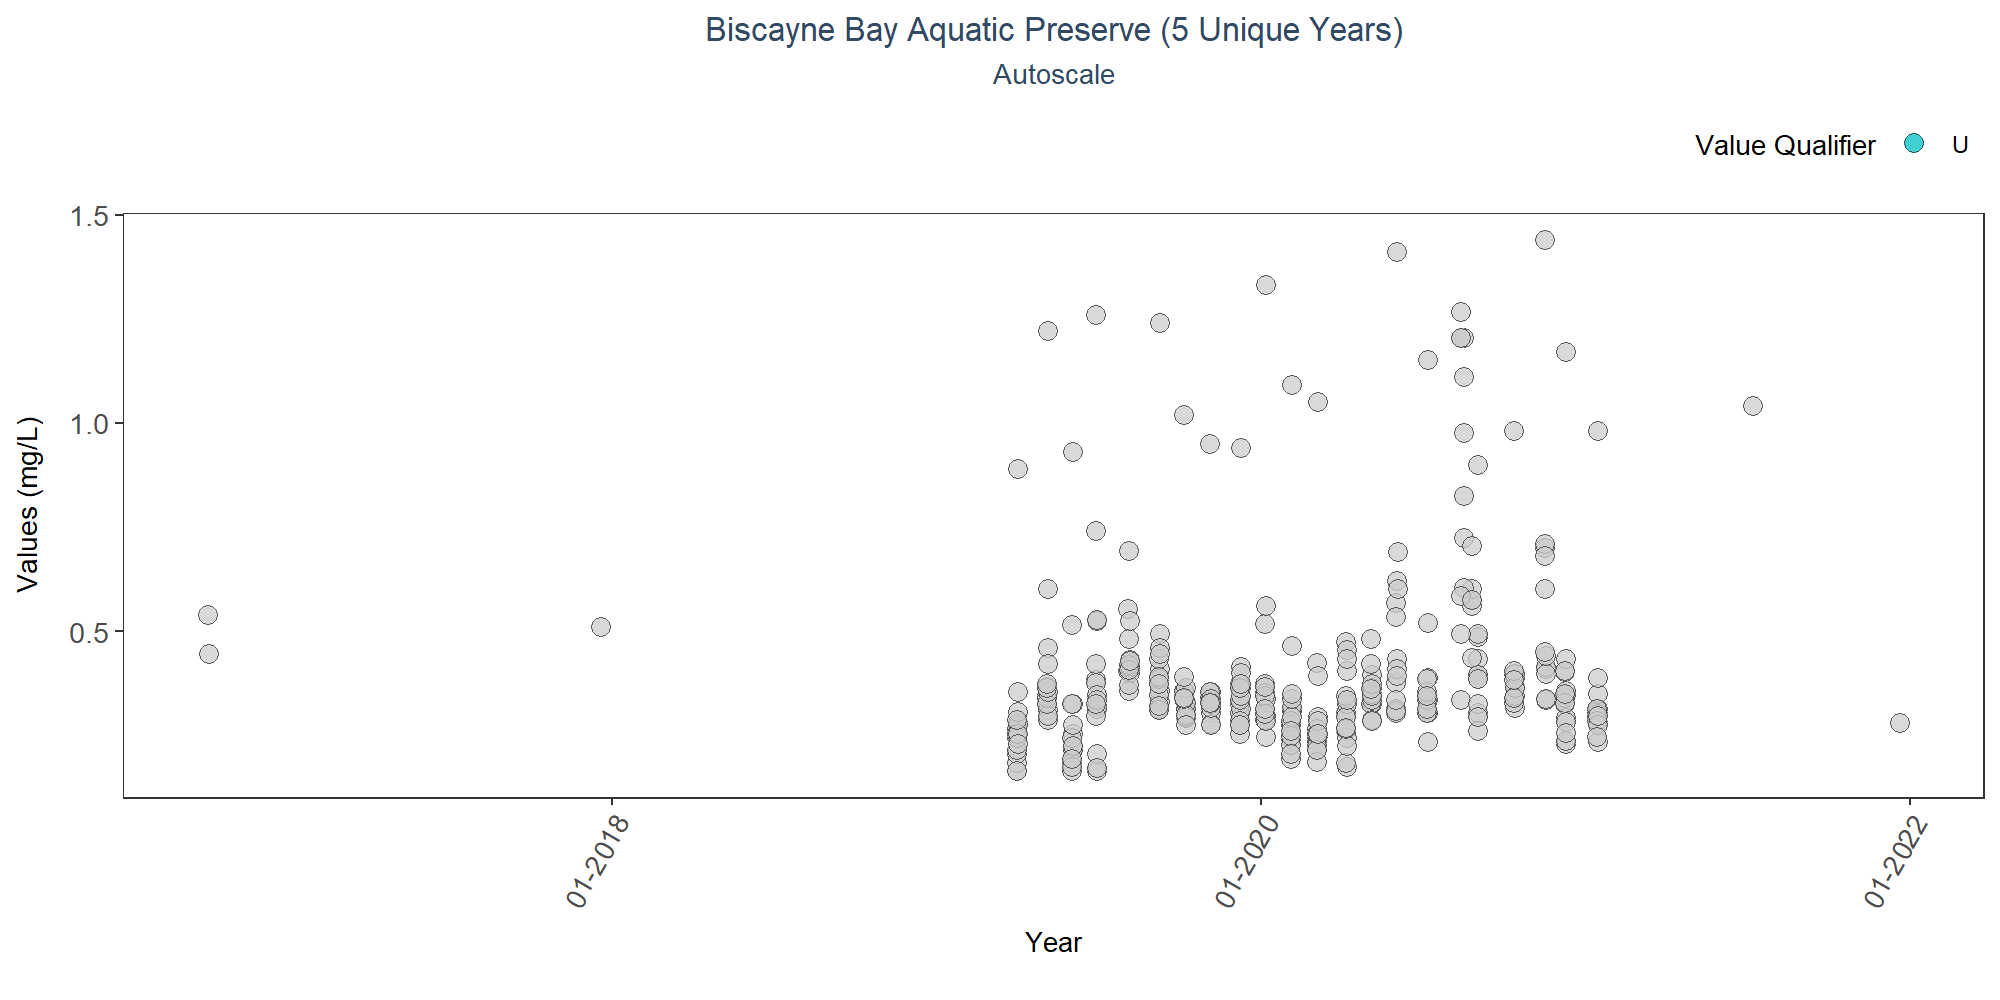 Biscayne Bay Aquatic Preserve (5 Unique Years)
Autoscale
Value Qualifier U
1.5
1.0
0.5
Values (mg/L)
01-2018
01-2020
01-2022
Year